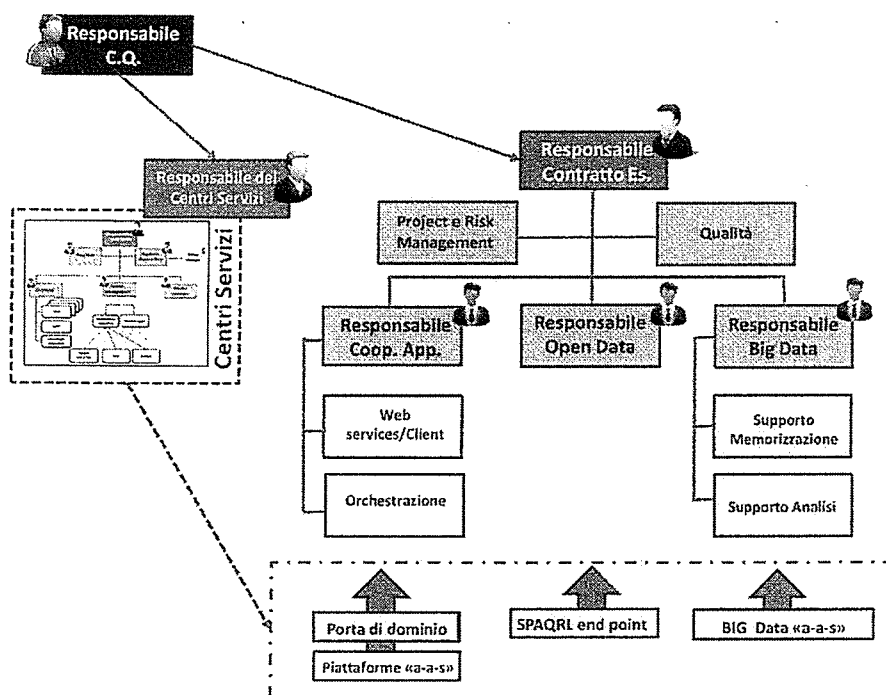 Responsabile
C.Q.
Responsabile dei
Centri Servizi
Responsabile
Contratto Es.
Centri Servizi
Project e Risk
Management
Qualità
Responsabile
Coop. App.
Responsabile
Open Data
Responsabile
Big Data
Web
services/Client
Supporto
Memorizzazione
Orchestrazione
Supporto Analisi
Porta di dominio
SPAQRL end point
BIG Data «a-a-s»
Piattaforme «a-a-s»